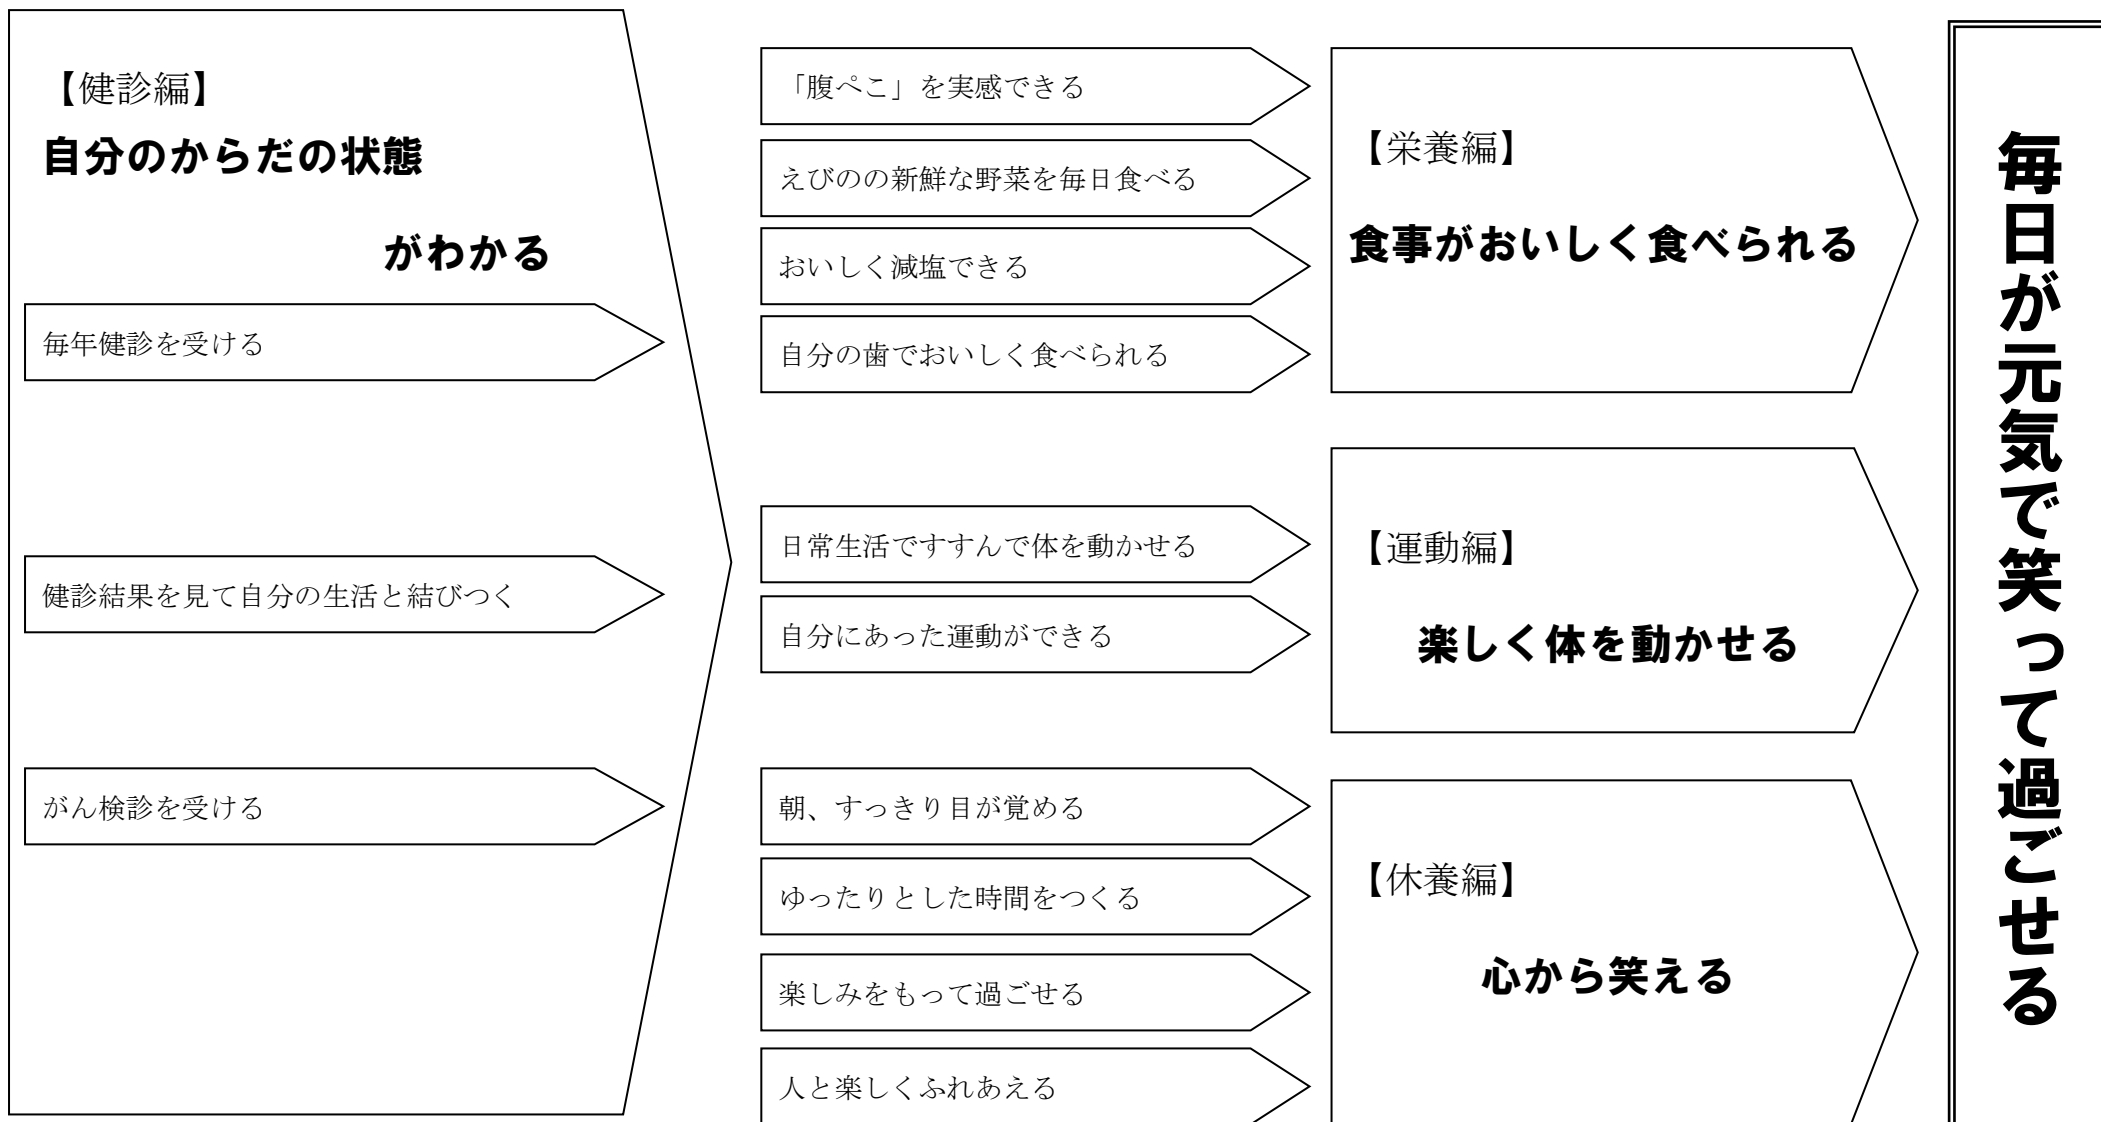 【健診編】
自分のからだの状態
がわかる
毎年健診を受ける
健診結果を見て自分の生活と結びつく
がん検診を受ける
「腹ぺこ」を実感できる
えびのの新鮮な野菜を毎日食べる
おいしく減塩できる
自分の歯でおいしく食べられる
日常生活ですすんで体を動かせる
自分にあった運動ができる
朝、すっきり目が覚める
ゆったりとした時間をつくる
楽しみをもって過ごせる
人と楽しくふれあえる
【栄養編】
食事がおいしく食べられる
【運動編】
楽しく体を動かせる
【休養編】
心から笑える
毎日が元気で笑って過ごせる